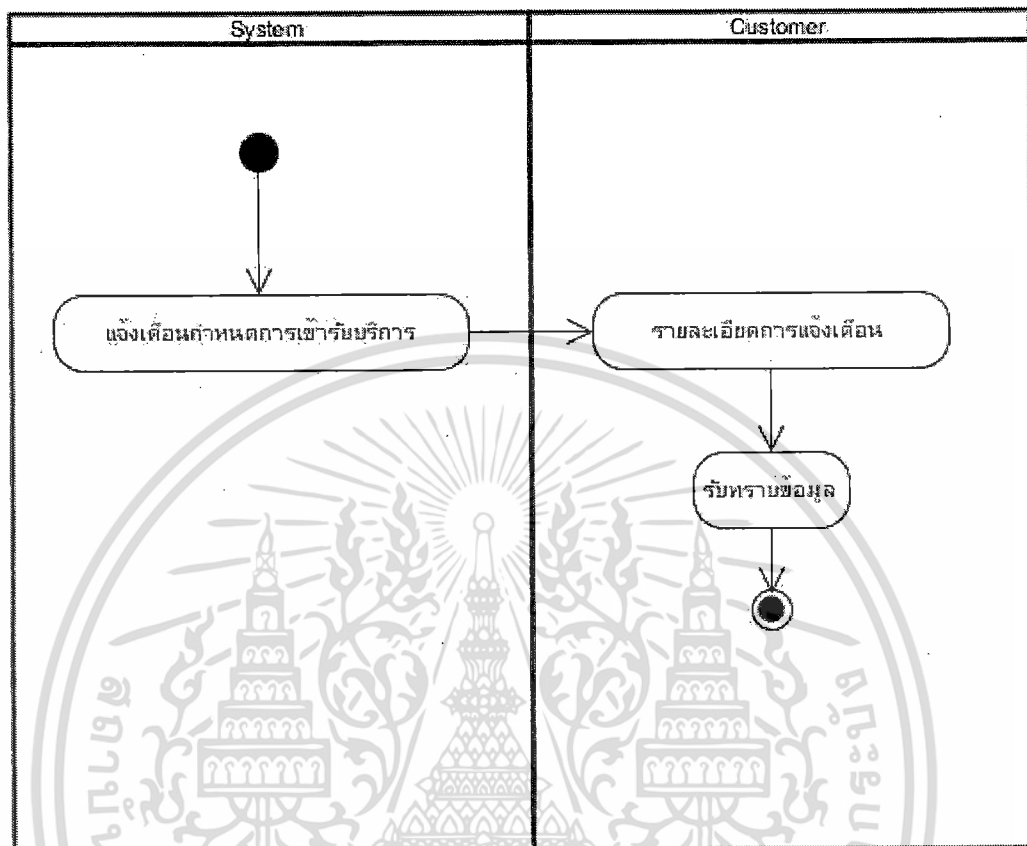 System
Customer
แจ้งเตือนกำหนดการเข้ารับบริการ
รายละเอียดการแจ้งเตือน
รับทราบข้อมูล